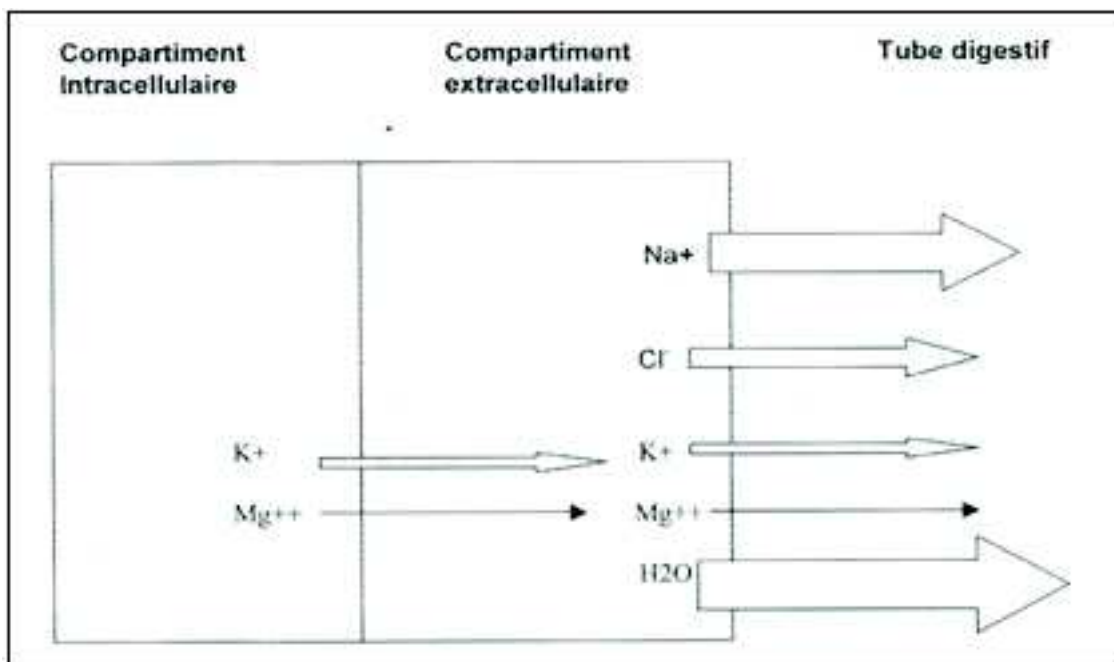 Compartiment
Intracellulaire
Compartiment
extracellulaire
Tube digestif
Na+
Cl-
K+
K+
Mg++
Mg++
H2O